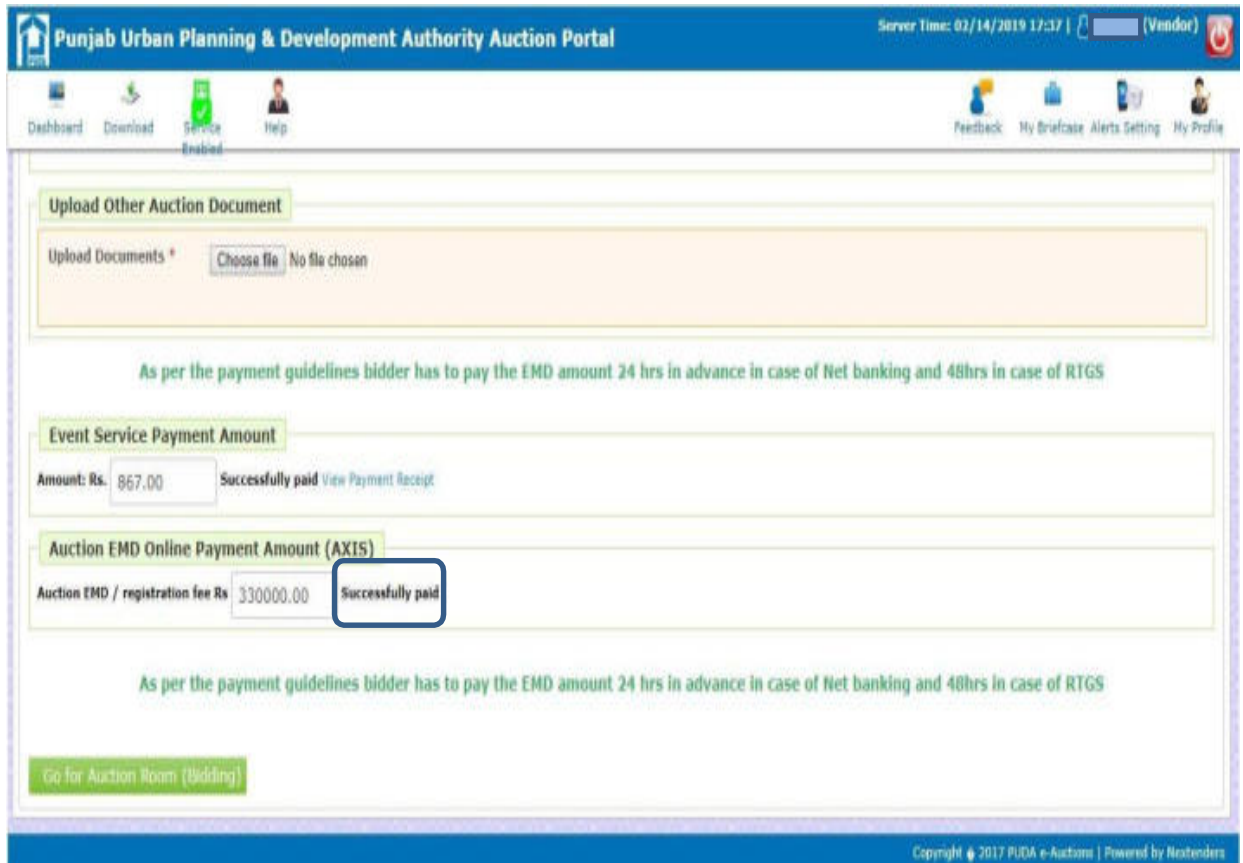 Punjab Urban Planning & Development Authority Auction Portal
Server Time: 02/14/2019 17:37 | (Vendor)
Dashboard Download Service Enabled Help
Feedback My Briefcase Alerts Setting My Profile
Upload Other Auction Document
Upload Documents * Choose file No file chosen
As per the payment guidelines bidder has to pay the EMD amount 24 hrs in advance in case of Net banking and 48hrs in case of RTGS
Event Service Payment Amount
Amount: Rs. 867.00 Successfully paid View Payment Receipt
Auction EMD Online Payment Amount (AXIS)
Auction EMD / registration fee Rs 330000.00 Successfully paid
As per the payment guidelines bidder has to pay the EMD amount 24 hrs in advance in case of Net banking and 48hrs in case of RTGS
Go for Auction Room (Bidding)
Copyright © 2017 PUDA e-Auctions | Powered by Nextenders